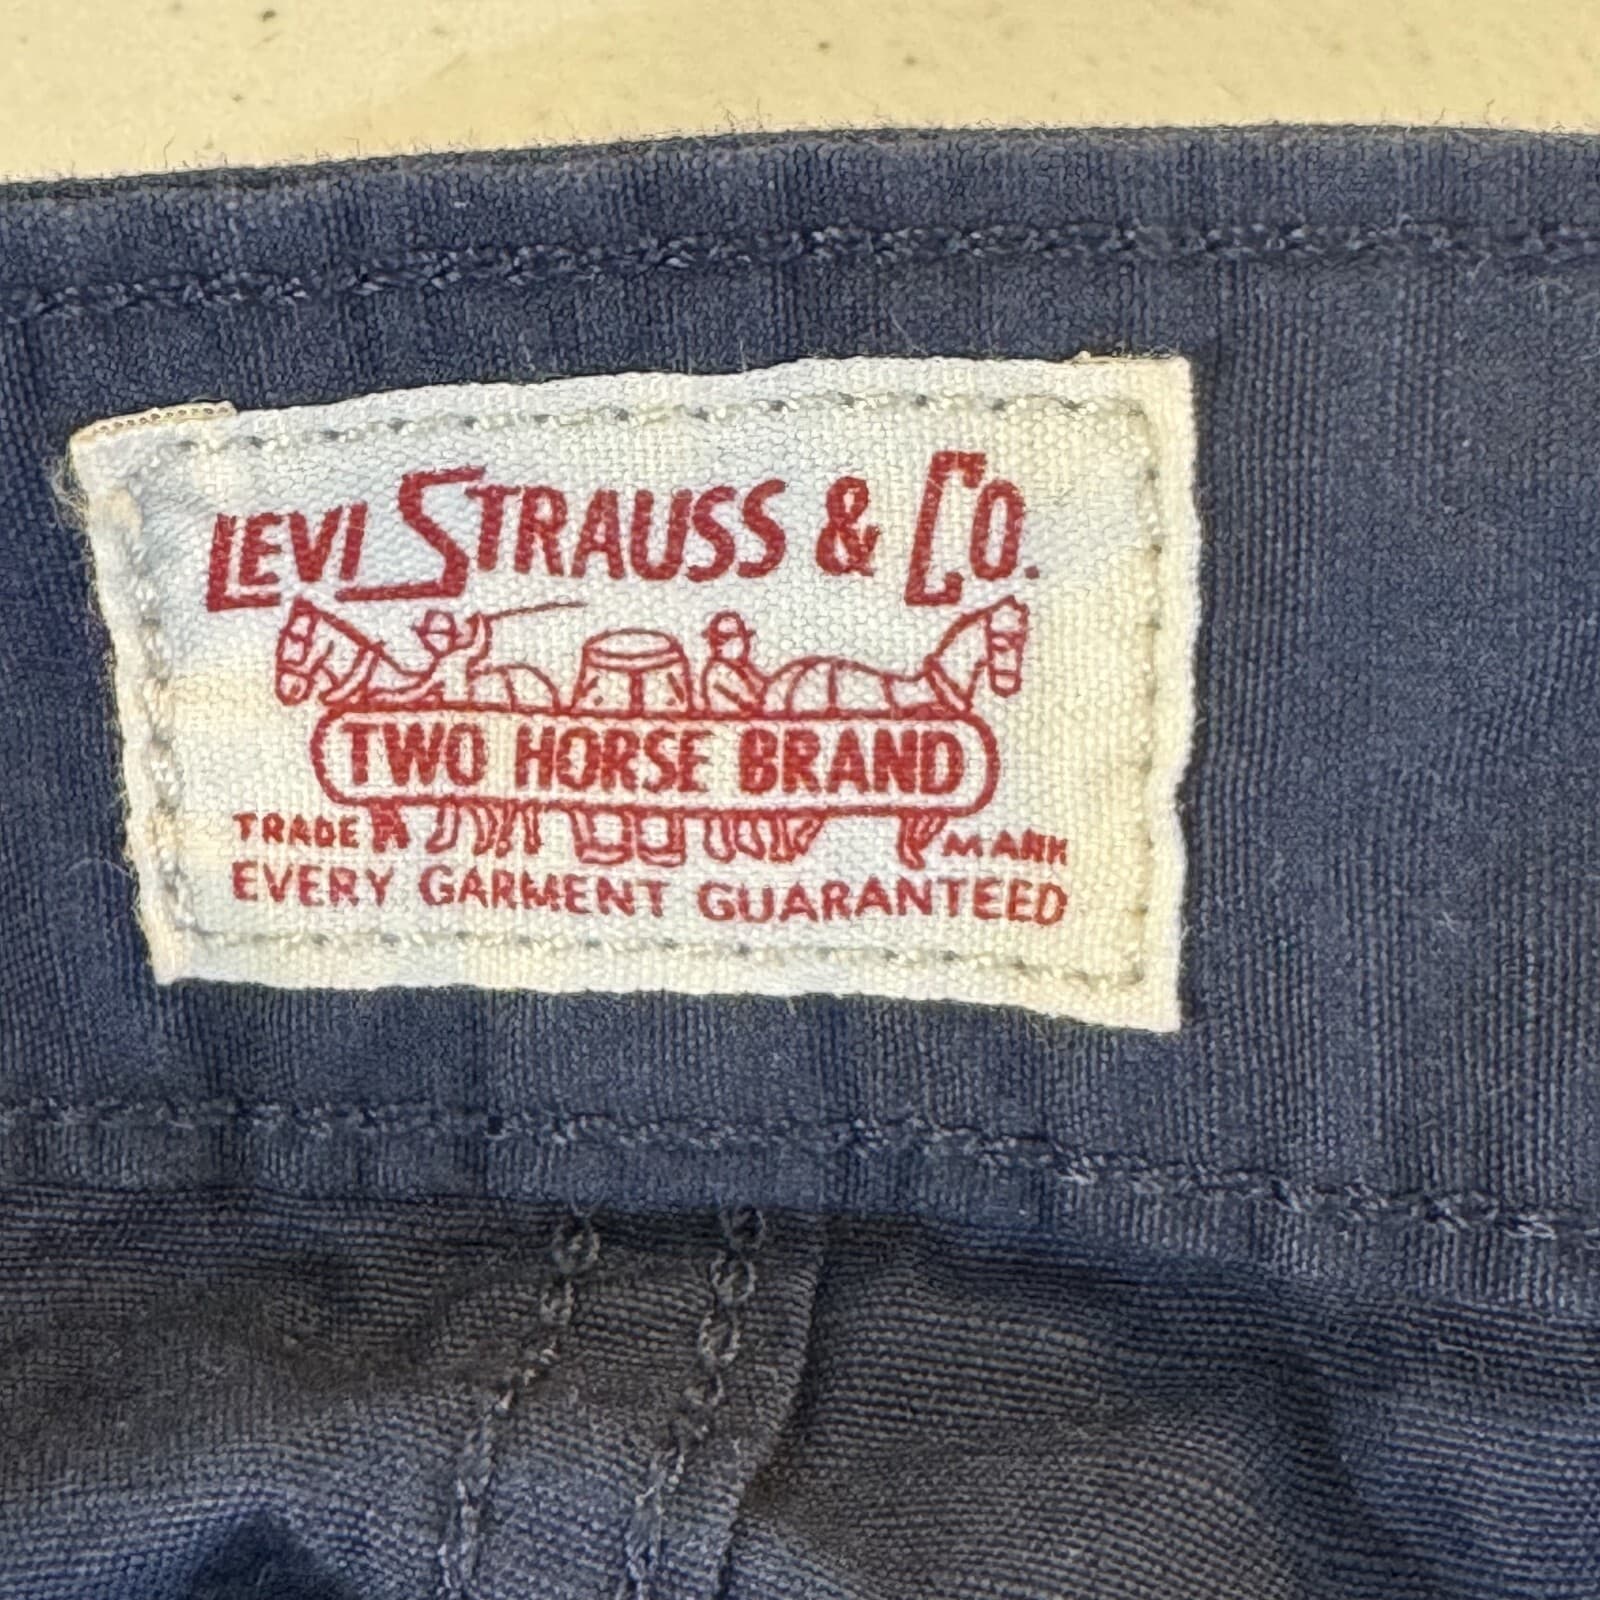 LEVI STRAUSS & CO.
TWO HORSE BRAND
TRADE MARK
EVERY GARMENT GUARANTEED